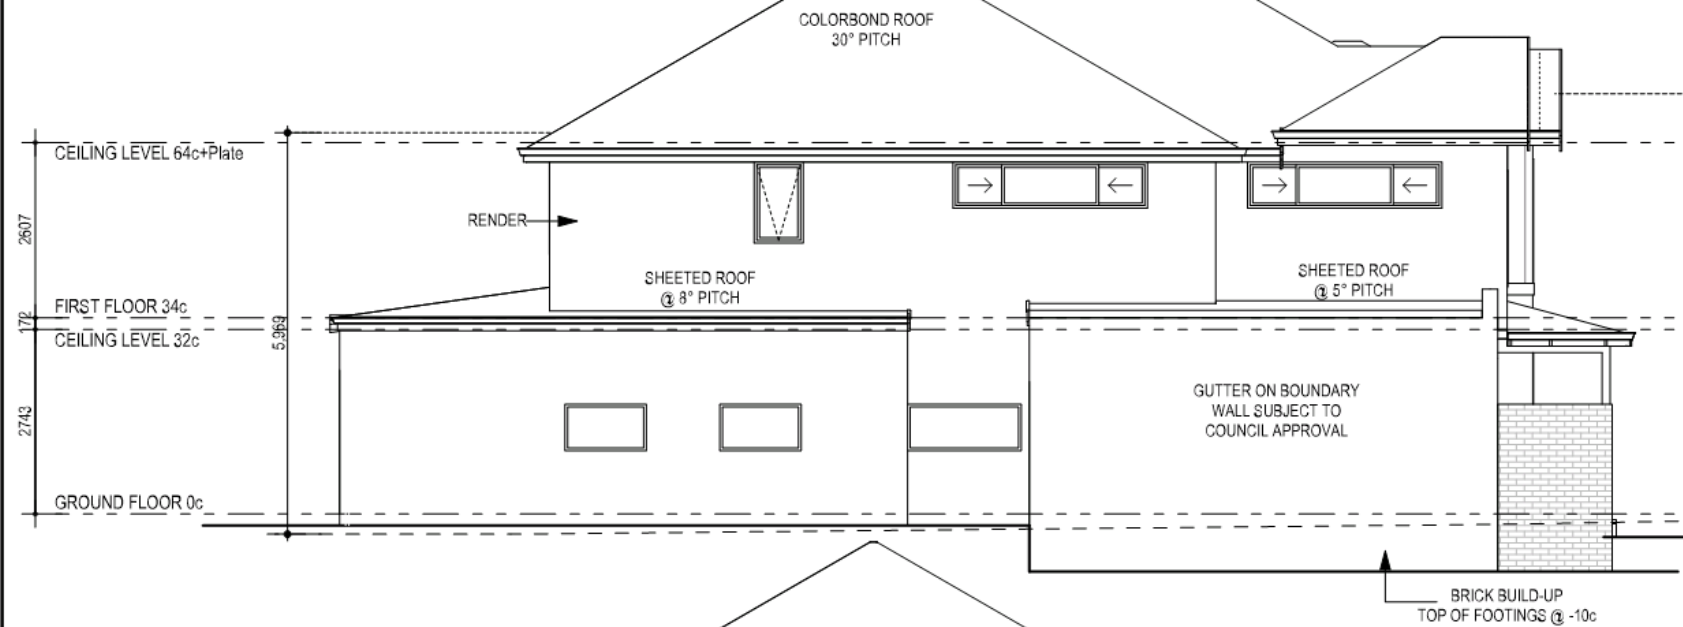 COLORBOND ROOF
30° PITCH
CEILING LEVEL 64c+Plate
2607
RENDER
SHEETED ROOF
@ 8° PITCH
SHEETED ROOF
@ 5° PITCH
FIRST FLOOR 34c
172
CEILING LEVEL 32c
5,969
2743
GUTTER ON BOUNDARY
WALL SUBJECT TO
COUNCIL APPROVAL
GROUND FLOOR 0c
BRICK BUILD-UP
TOP OF FOOTINGS @ -10c